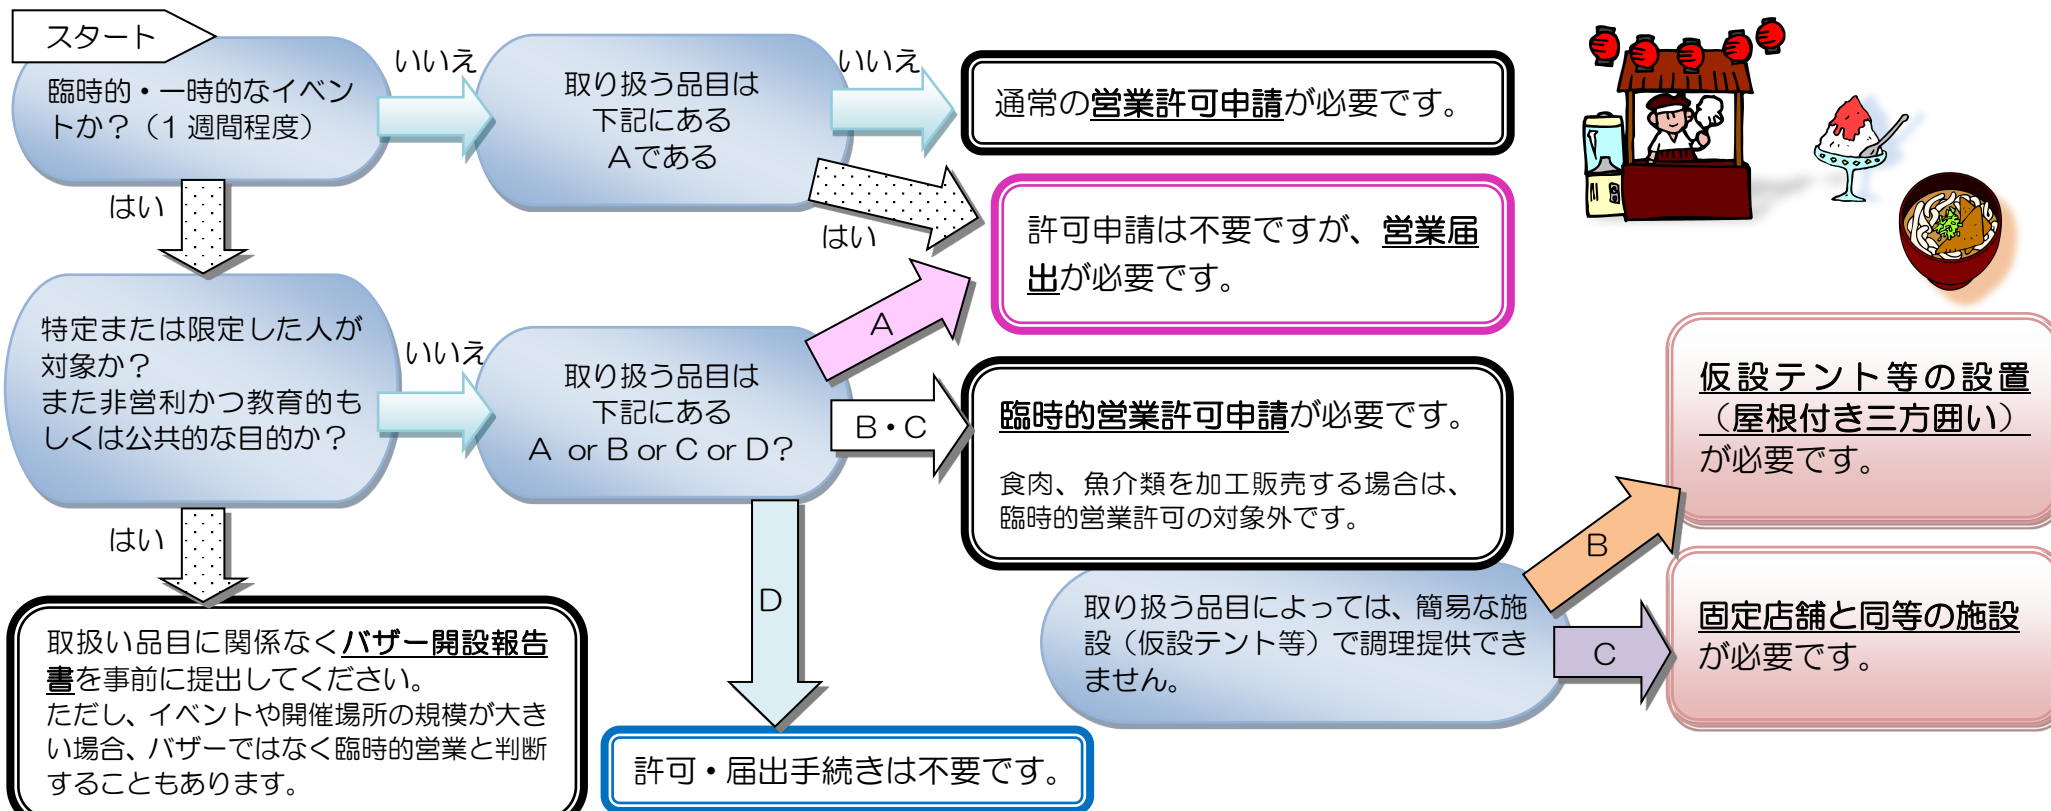 スタート
臨時的・一時的なイベン
トか？（1 週間程度）
いいえ
取り扱う品目は
下記にある
Aである
いいえ
通常の営業許可申請が必要です。
はい
はい
許可申請は不要ですが、営業届
出が必要です。
特定または限定した人が
対象か？
また非営利かつ教育的も
しくは公共的な目的か？
いいえ
取り扱う品目は
下記にある
A or B or C or D？
A
B・C
臨時的営業許可申請が必要です。
食肉、魚介類を加工販売する場合は、
臨時的営業許可の対象外です。
はい
取扱い品目に関係なくバザー開設報告
書を事前に提出してください。
ただし、イベントや開催場所の規模が大き
い場合、バザーではなく臨時的営業と判断
することもあります。
D
許可・届出手続きは不要です。
取り扱う品目によっては、簡易な施
設（仮設テント等）で調理提供でき
ません。
B
仮設テント等の設置
（屋根付き三方囲い）
が必要です。
C
固定店舗と同等の施設
が必要です。